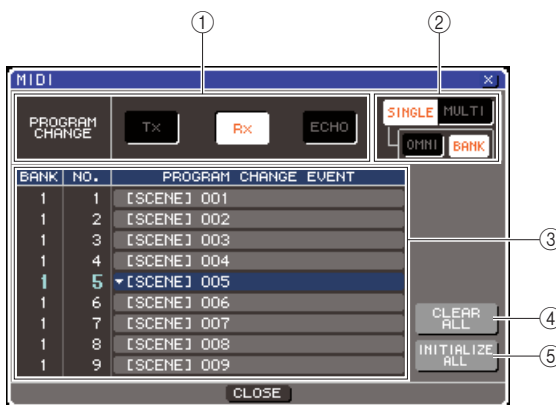 ① ②
MIDI ×
PROGRAM CHANGE Tx Rx ECHO SINGLE MULTI
OMNI BANK
BANK NO. PROGRAM CHANGE EVENT
1 1 [SCENE] 001
1 2 [SCENE] 002
1 3 [SCENE] 003
1 4 [SCENE] 004
1 5 [SCENE] 005
1 6 [SCENE] 006
1 7 [SCENE] 007
1 8 [SCENE] 008
1 9 [SCENE] 009
③
CLEAR ALL ④
INITIALIZE ALL ⑤
CLOSE